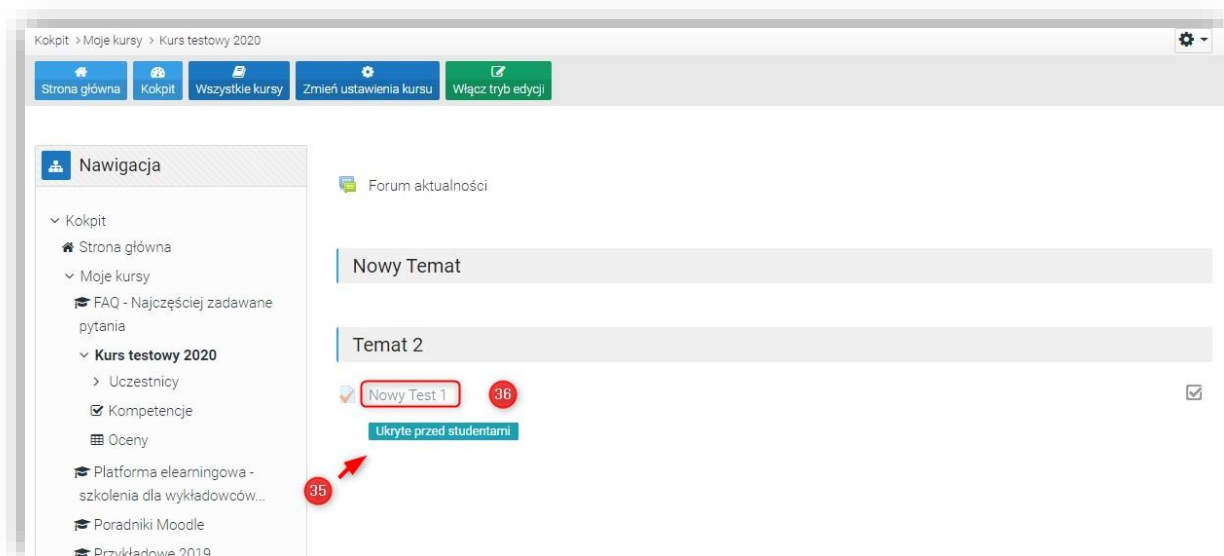 Kokpit > Moje kursy > Kurs testowy 2020
Strona główna
Kokpit
Wszystkie kursy
Zmień ustawienia kursu
Włącz tryb edycji
Nawigacja
Kokpit
Strona główna
Moje kursy
FAQ - Najczęściej zadawane
pytania
Kurs testowy 2020
Uczestnicy
Kompetencje
Oceny
Platforma elearningowa -
szkolenia dla wykładowców...
Poradniki Moodle
Przykładowe 2019
Forum aktualności
Nowy Temat
Temat 2
Nowy Test 1
36
Ukryte przed studentami
35